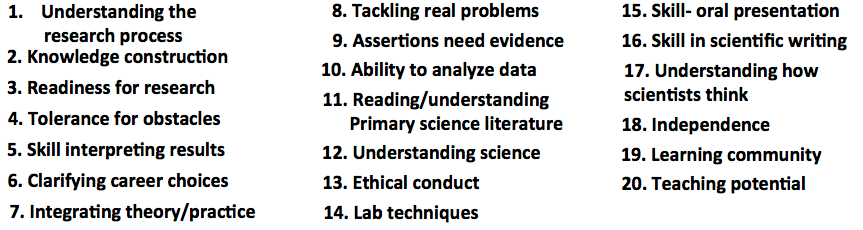 1. Understanding the
research process
2. Knowledge construction
3. Readiness for research
4. Tolerance for obstacles
5. Skill interpreting results
6. Clarifying career choices
7. Integrating theory/practice
8. Tackling real problems
9. Assertions need evidence
10. Ability to analyze data
11. Reading/understanding
Primary science literature
12. Understanding science
13. Ethical conduct
14. Lab techniques
15. Skill- oral presentation
16. Skill in scientific writing
17. Understanding how
scientists think
18. Independence
19. Learning community
20. Teaching potential